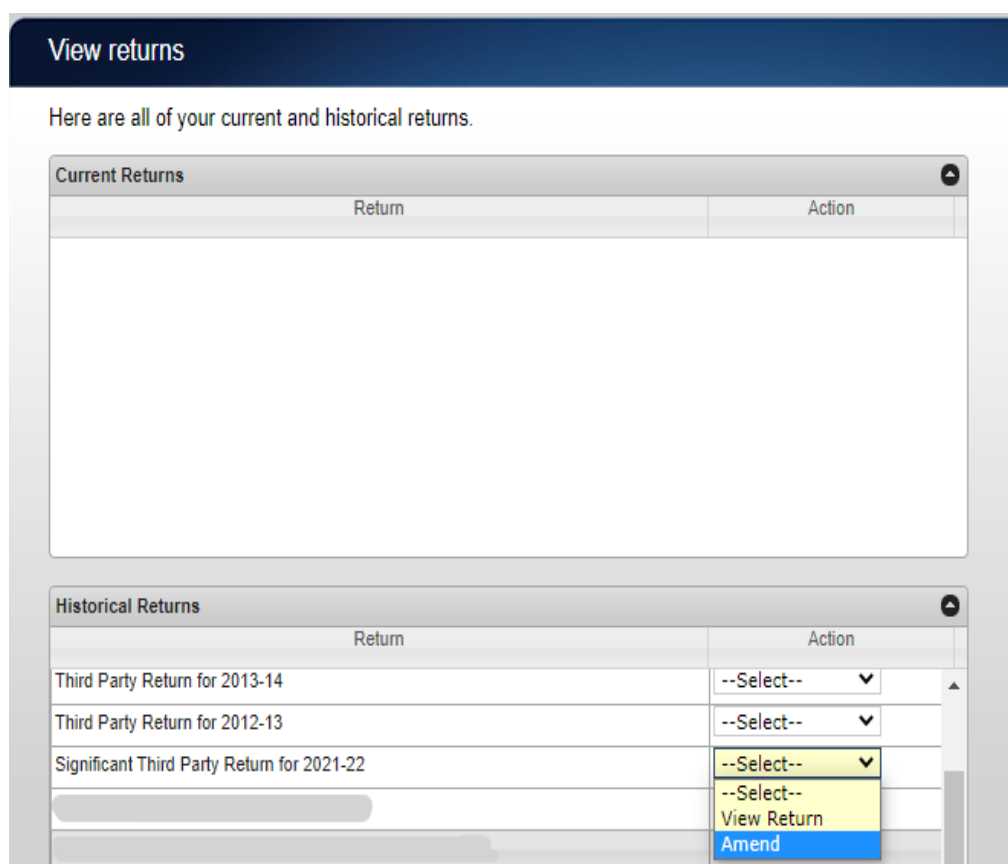 View returns
Here are all of your current and historical returns.
Current Returns
Return Action
Historical Returns
Return Action
Third Party Return for 2013-14 --Select--
Third Party Return for 2012-13 --Select--
Significant Third Party Return for 2021-22 --Select--
--Select--
View Return
Amend